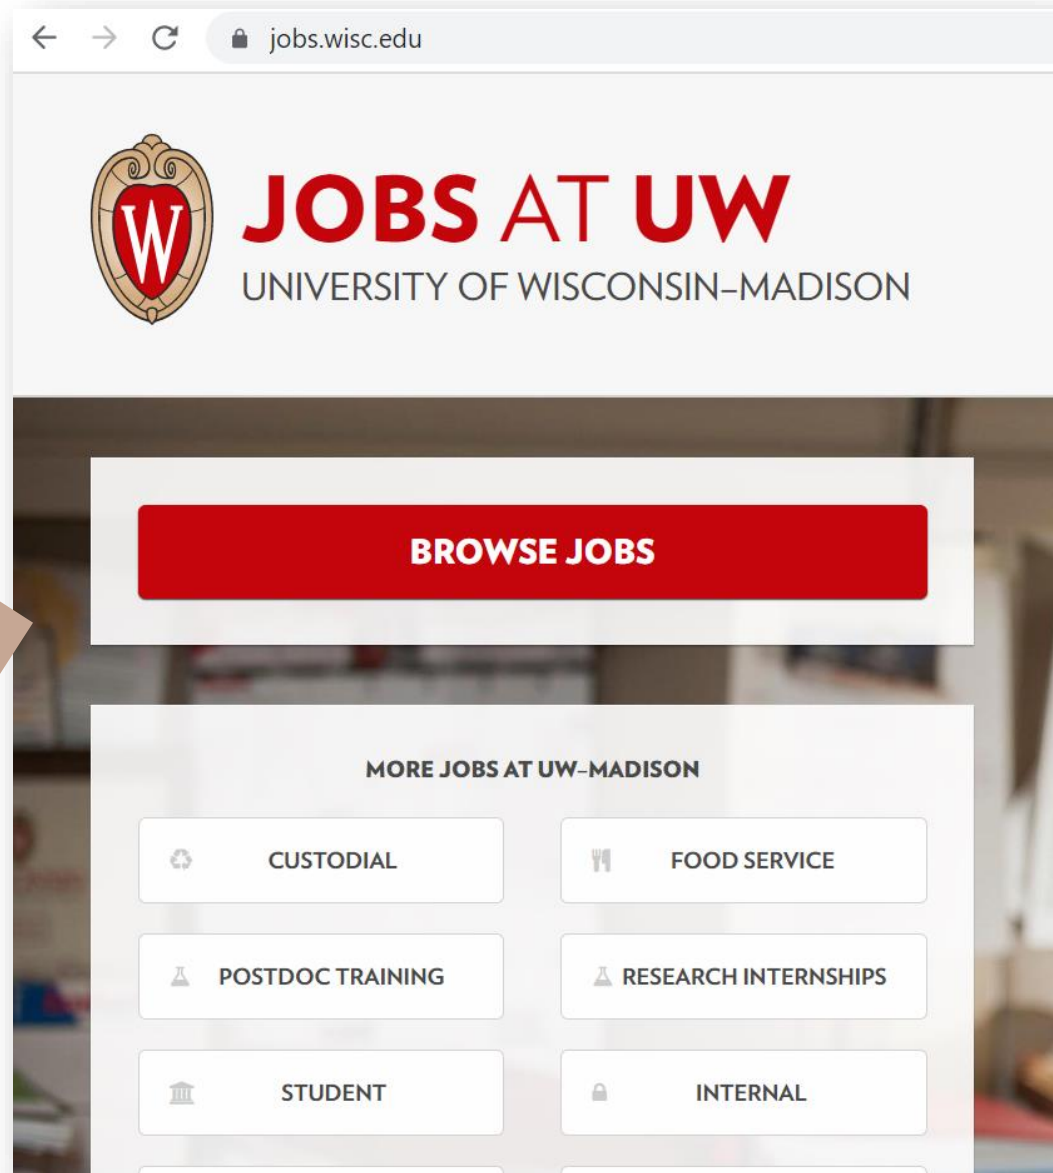 jobs.wisc.edu
W
JOBS AT UW
UNIVERSITY OF WISCONSIN–MADISON
BROWSE JOBS
MORE JOBS AT UW–MADISON
CUSTODIAL
FOOD SERVICE
POSTDOC TRAINING
RESEARCH INTERNSHIPS
STUDENT
INTERNAL